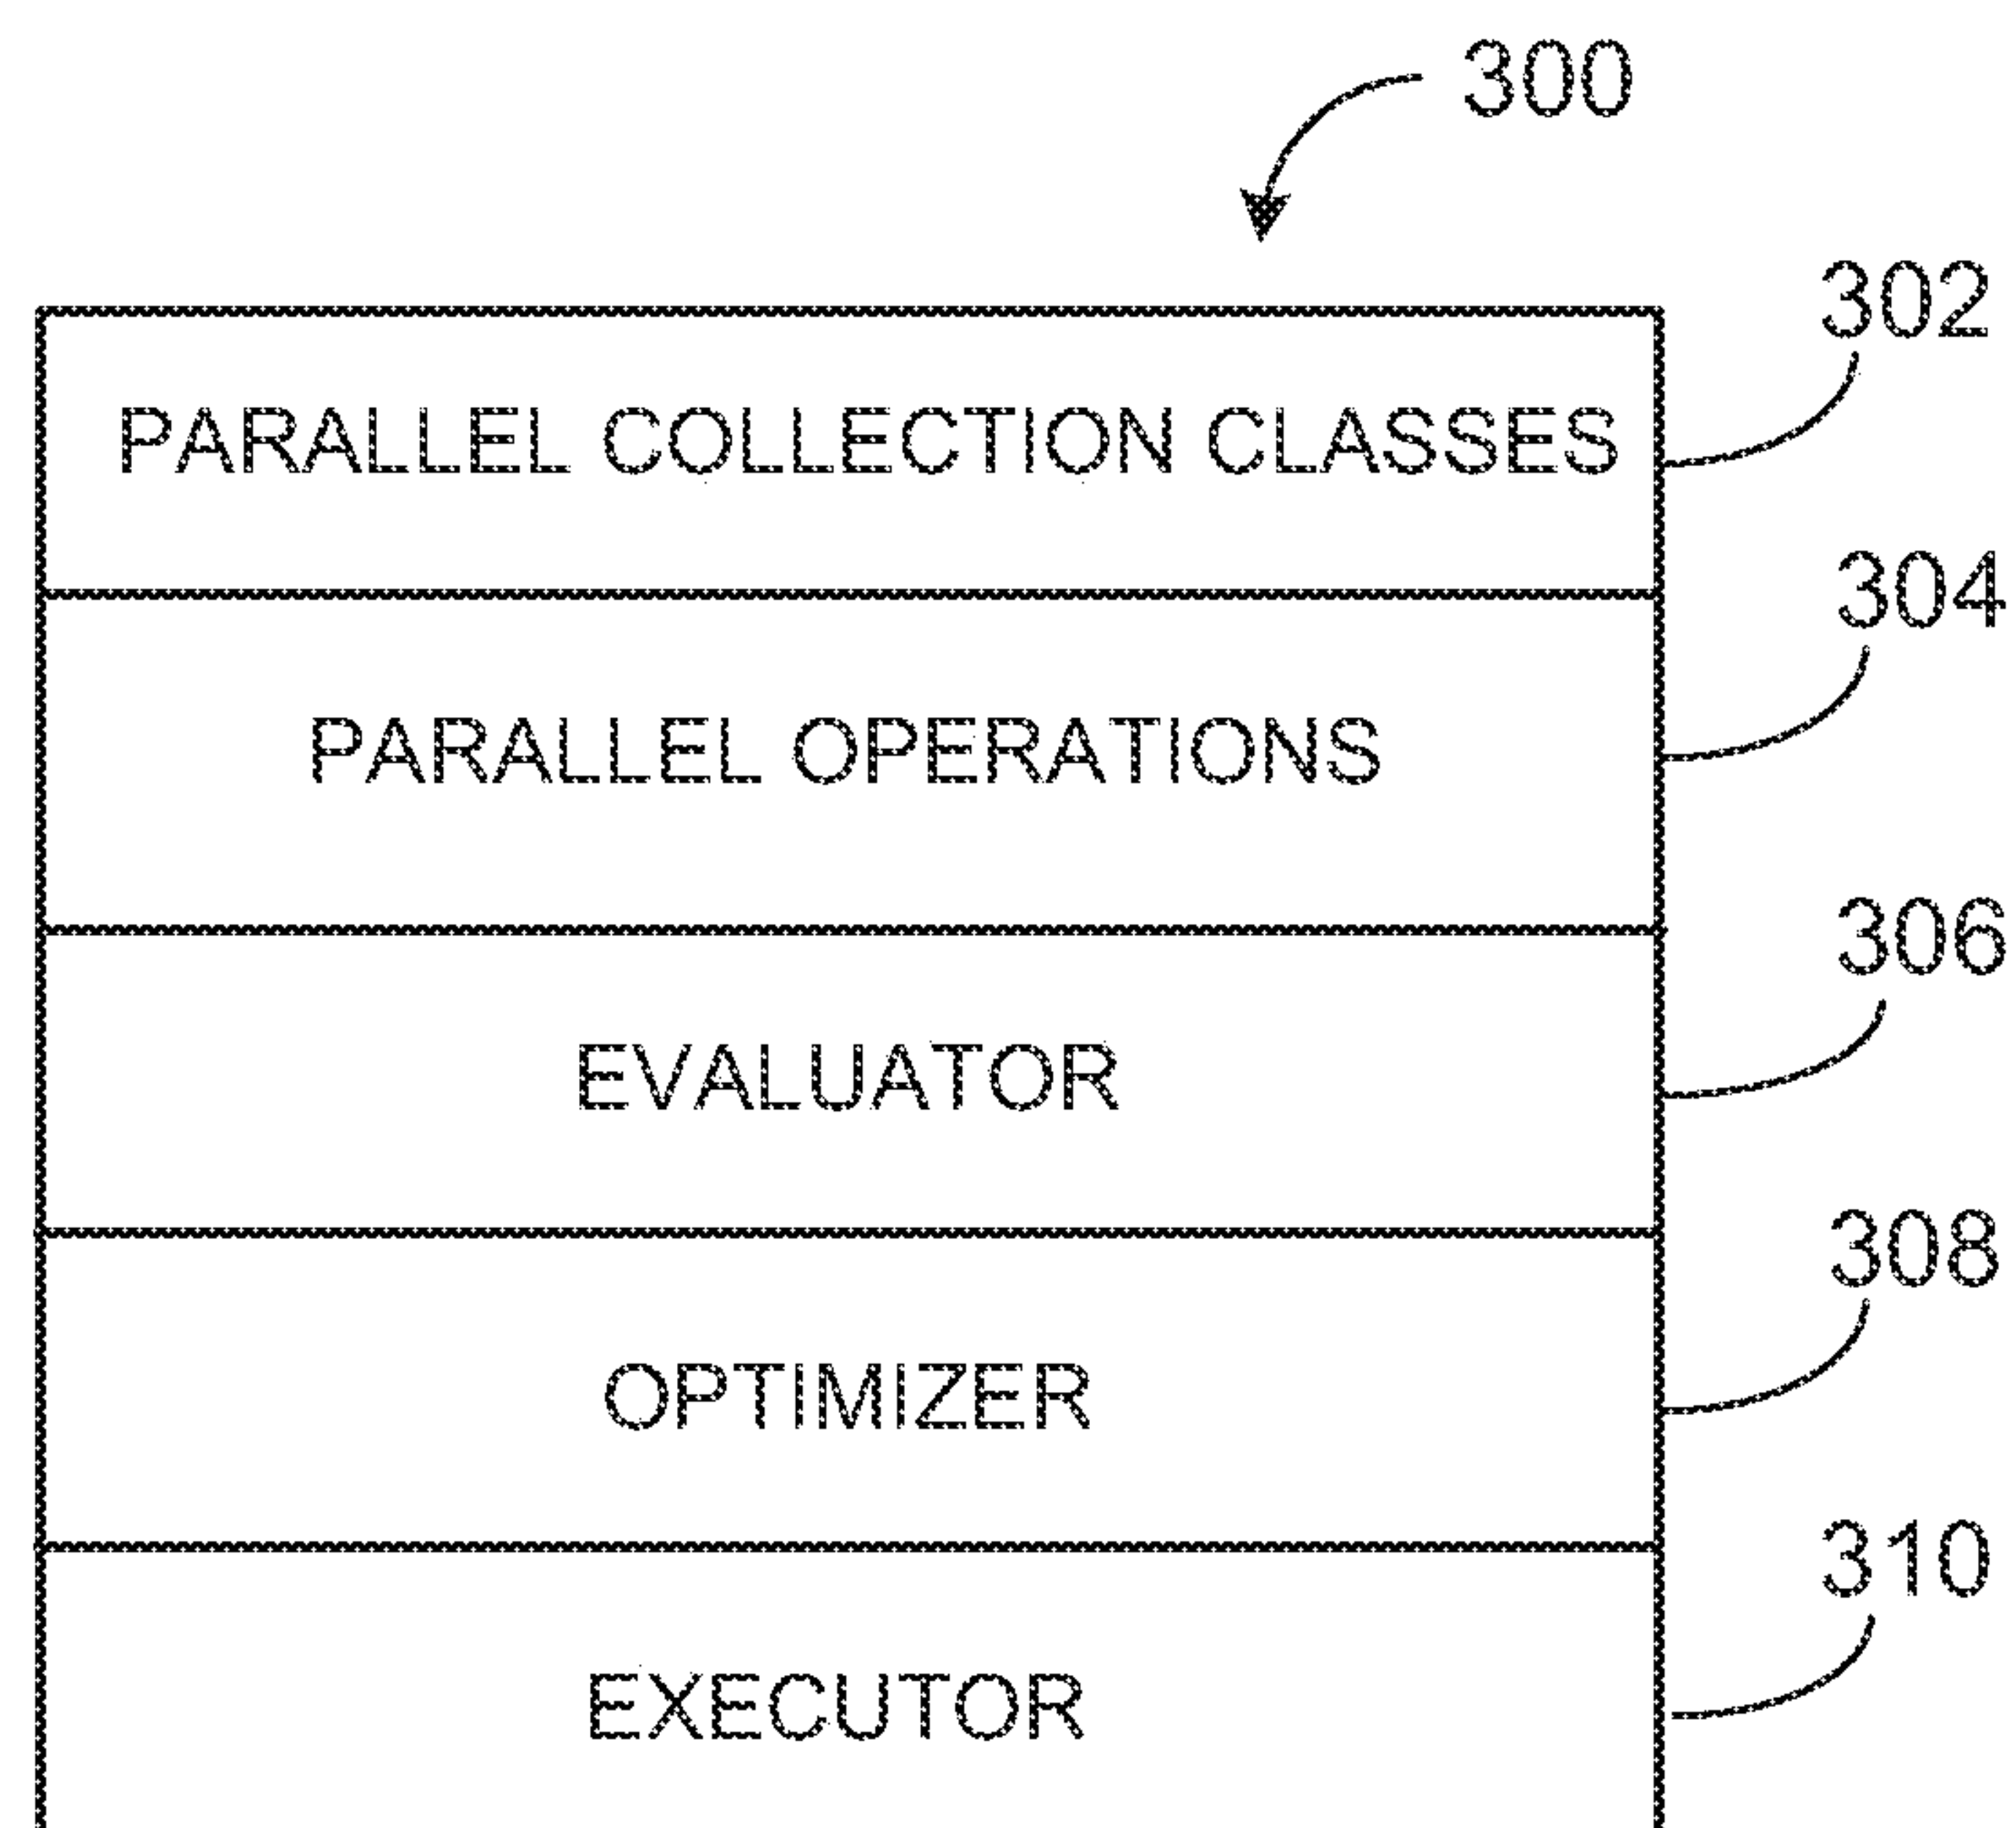 300
302
PARALLEL COLLECTION CLASSES
304
PARALLEL OPERATIONS
306
EVALUATOR
308
OPTIMIZER
310
EXECUTOR